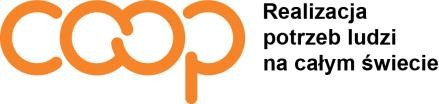 coop
Realizacja
potrzeb ludzi
na całym świecie